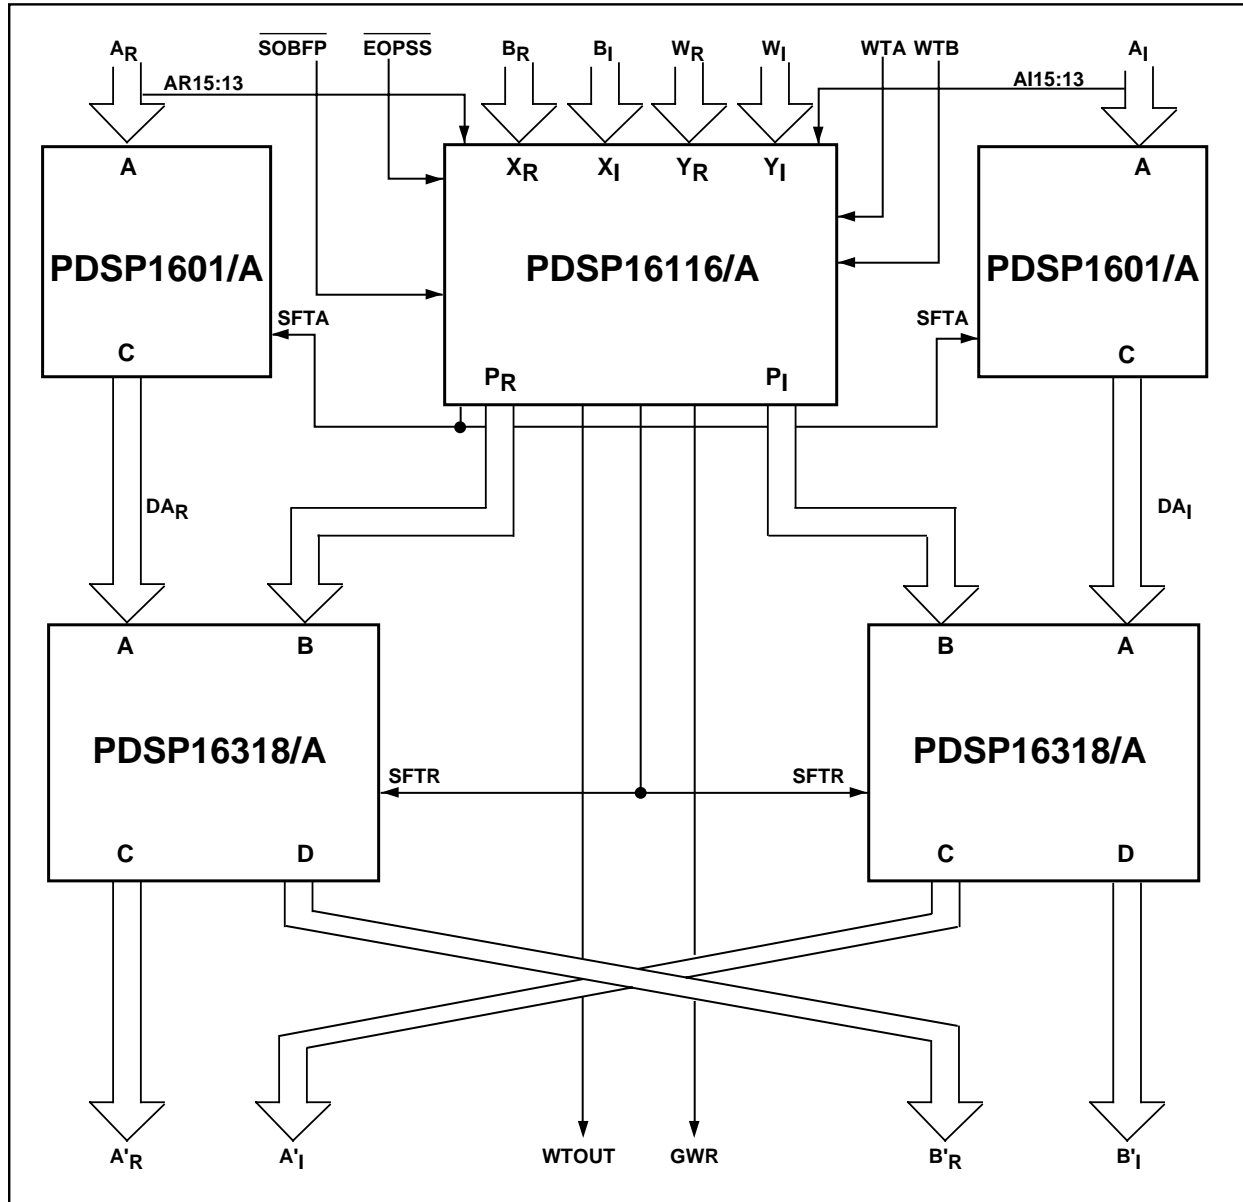 AR SOBFP EOPSS BR BI WR WI WTA WTB AI
AR15:13 AI15:13
A XR XI YR YI A
PDSP1601/A PDSP16116/A PDSP1601/A
SFTA SFTA
C PR PI C
DAR DAI
A B B A
PDSP16318/A PDSP16318/A
SFTR SFTR
C D C D
A'R A'I WTOUT GWR B'R B'I